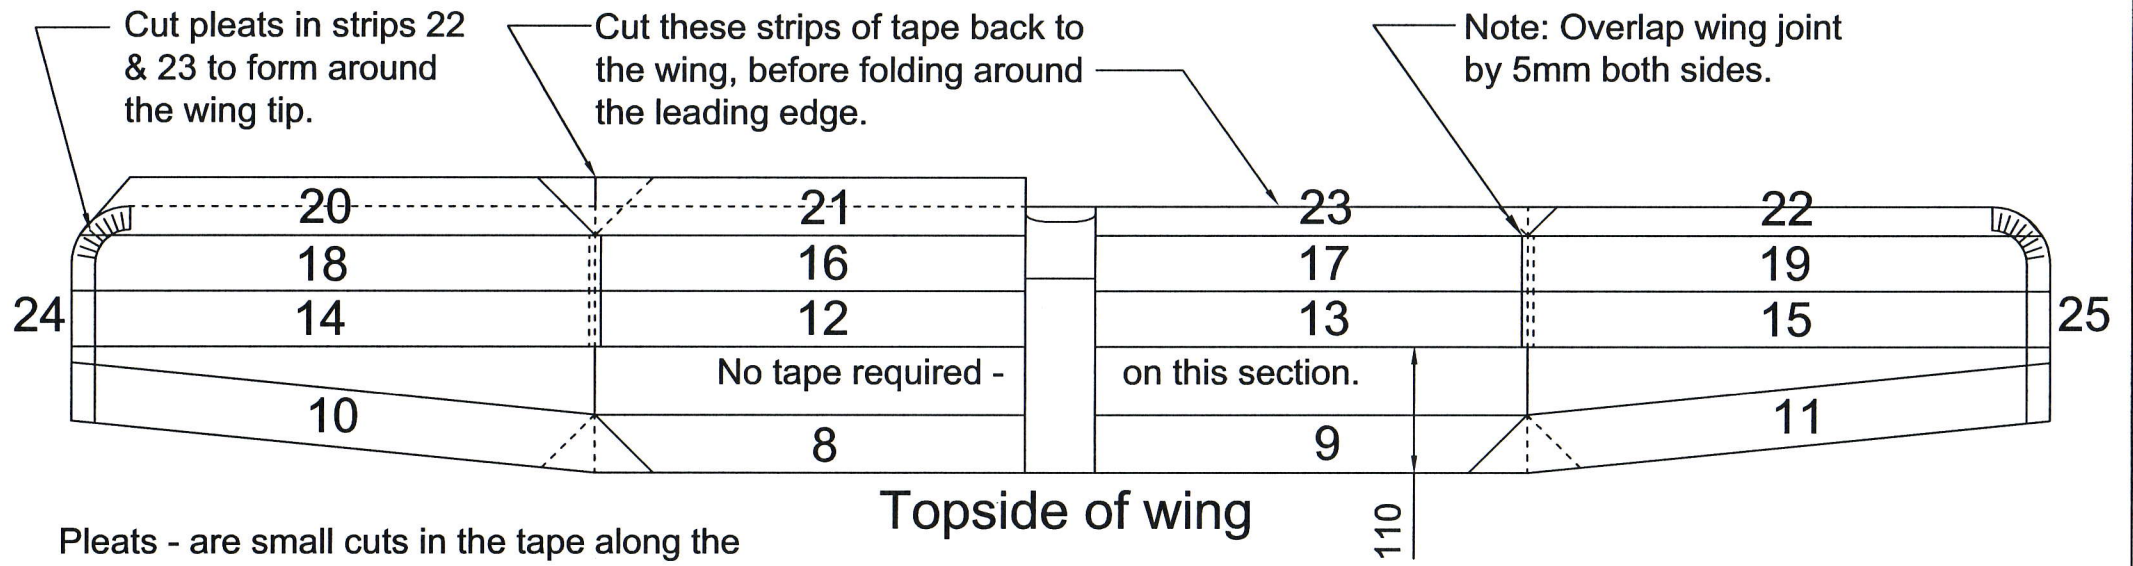 Cut pleats in strips 22
& 23 to form around
the wing tip.
Cut these strips of tape back to
the wing, before folding around
the leading edge.
Note: Overlap wing joint
by 5mm both sides.
20 21 23 22
18 16 17 19
24 14 12 13 15 25
No tape required - on this section.
10 8 9 11
Topside of wing
110
Pleats - are small cuts in the tape along the